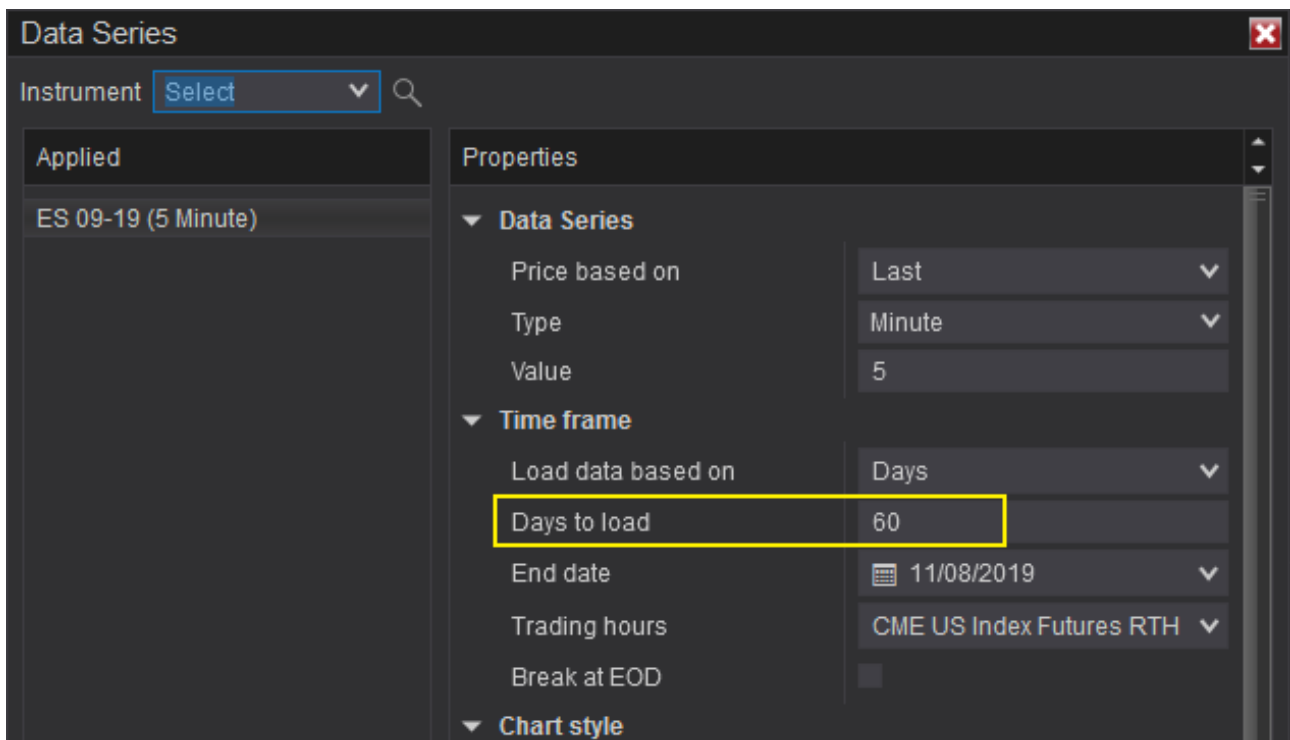 Data Series
Instrument Select
Applied
Properties
ES 09-19 (5 Minute)
Data Series
Price based on Last
Type Minute
Value 5
Time frame
Load data based on Days
Days to load 60
End date 11/08/2019
Trading hours CME US Index Futures RTH
Break at EOD
Chart style